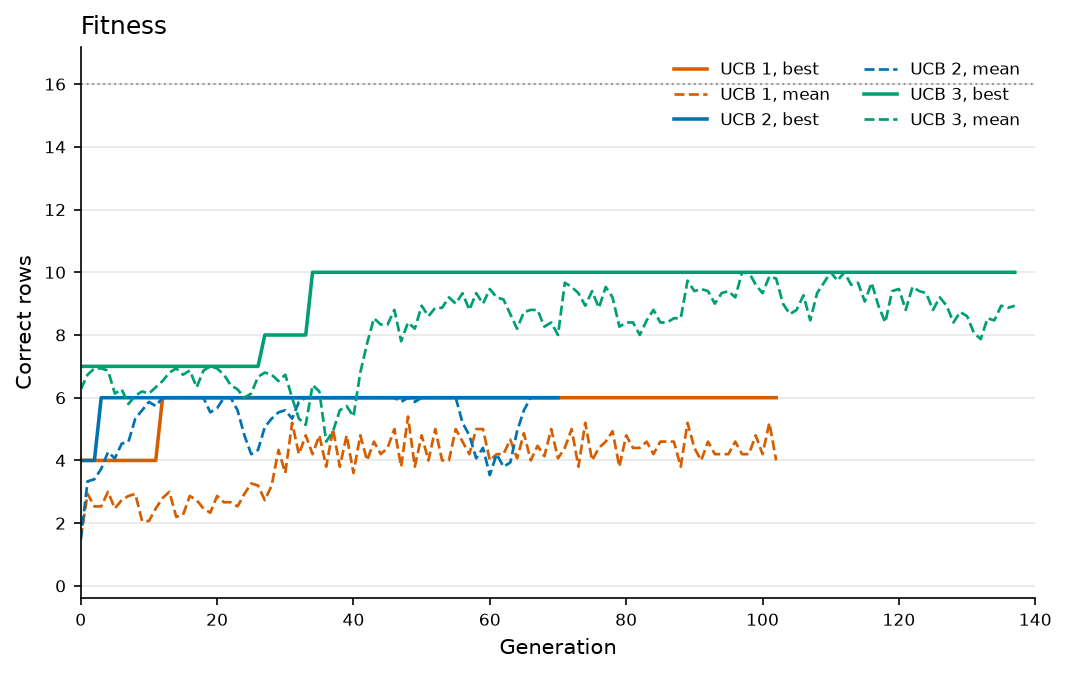 Fitness
UCB 1, best
UCB 1, mean
UCB 2, best
UCB 2, mean
UCB 3, best
UCB 3, mean
Correct rows
16
14
12
10
8
6
4
2
0
0 20 40 60 80 100 120 140
Generation